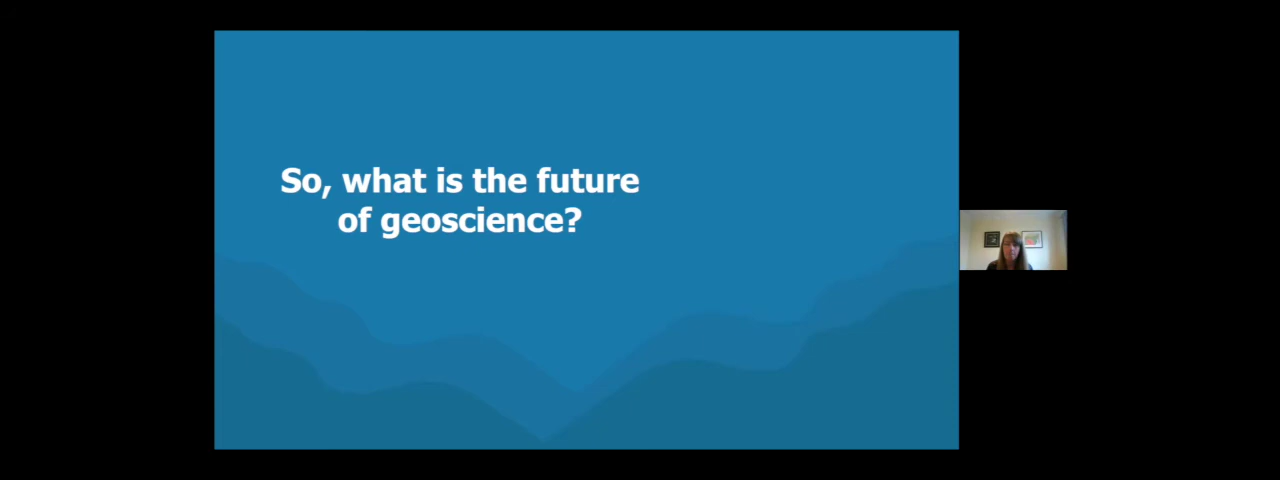 So, what is the future
of geoscience?